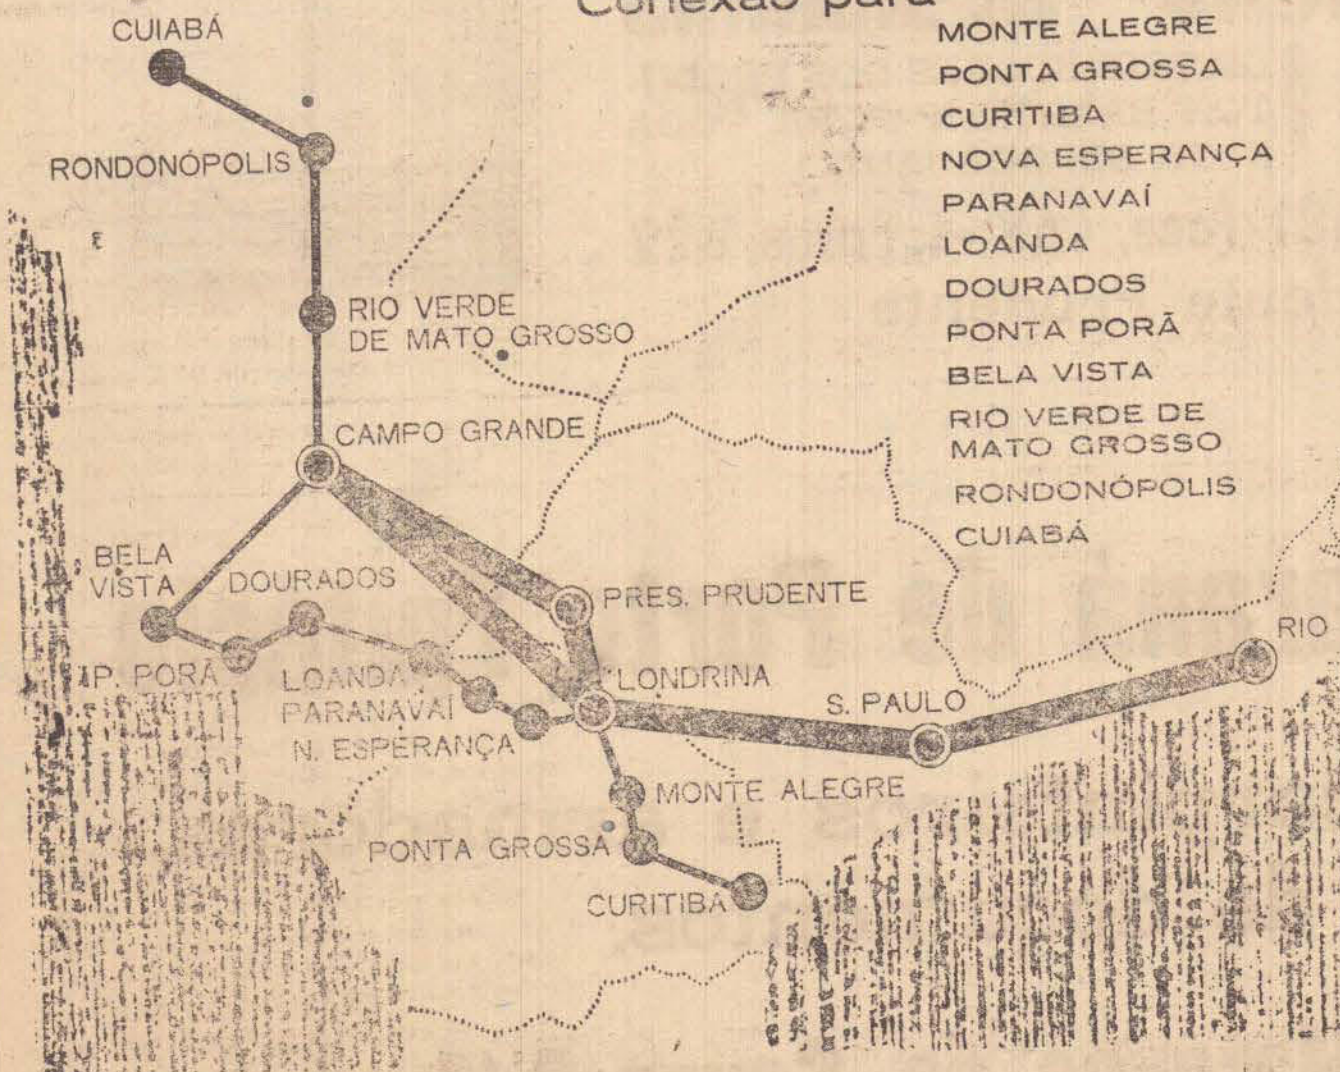 Conexão para
MONTE ALEGRE
PONTA GROSSA
CURITIBA
NOVA ESPERANÇA
PARANAVAÍ
LOANDA
DOURADOS
PONTA PORÃ
BELA VISTA
RIO VERDE DE
MATO GROSSO
RONDONÓPOLIS
CUIABÁ
CUIABÁ
RONDONÓPOLIS
RIO VERDE
DE MATO GROSSO
CAMPO GRANDE
BELA
VISTA
DOURADOS
PRES. PRUDENTE
RIO
P. PORÃ
LOANDA
LONDRINA
S. PAULO
PARANAVAÍ
N. ESPERANÇA
MONTE ALEGRE
PONTA GROSSA
CURITIBA